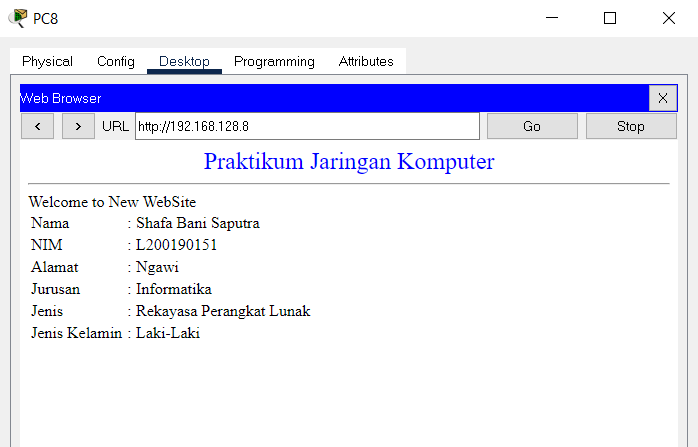 PC8
Physical Config Desktop Programming Attributes
Web Browser X
< > URL http://192.168.128.8 Go Stop
Praktikum Jaringan Komputer
Welcome to New WebSite
Nama : Shafa Bani Saputra
NIM : L200190151
Alamat : Ngawi
Jurusan : Informatika
Jenis : Rekayasa Perangkat Lunak
Jenis Kelamin : Laki-Laki